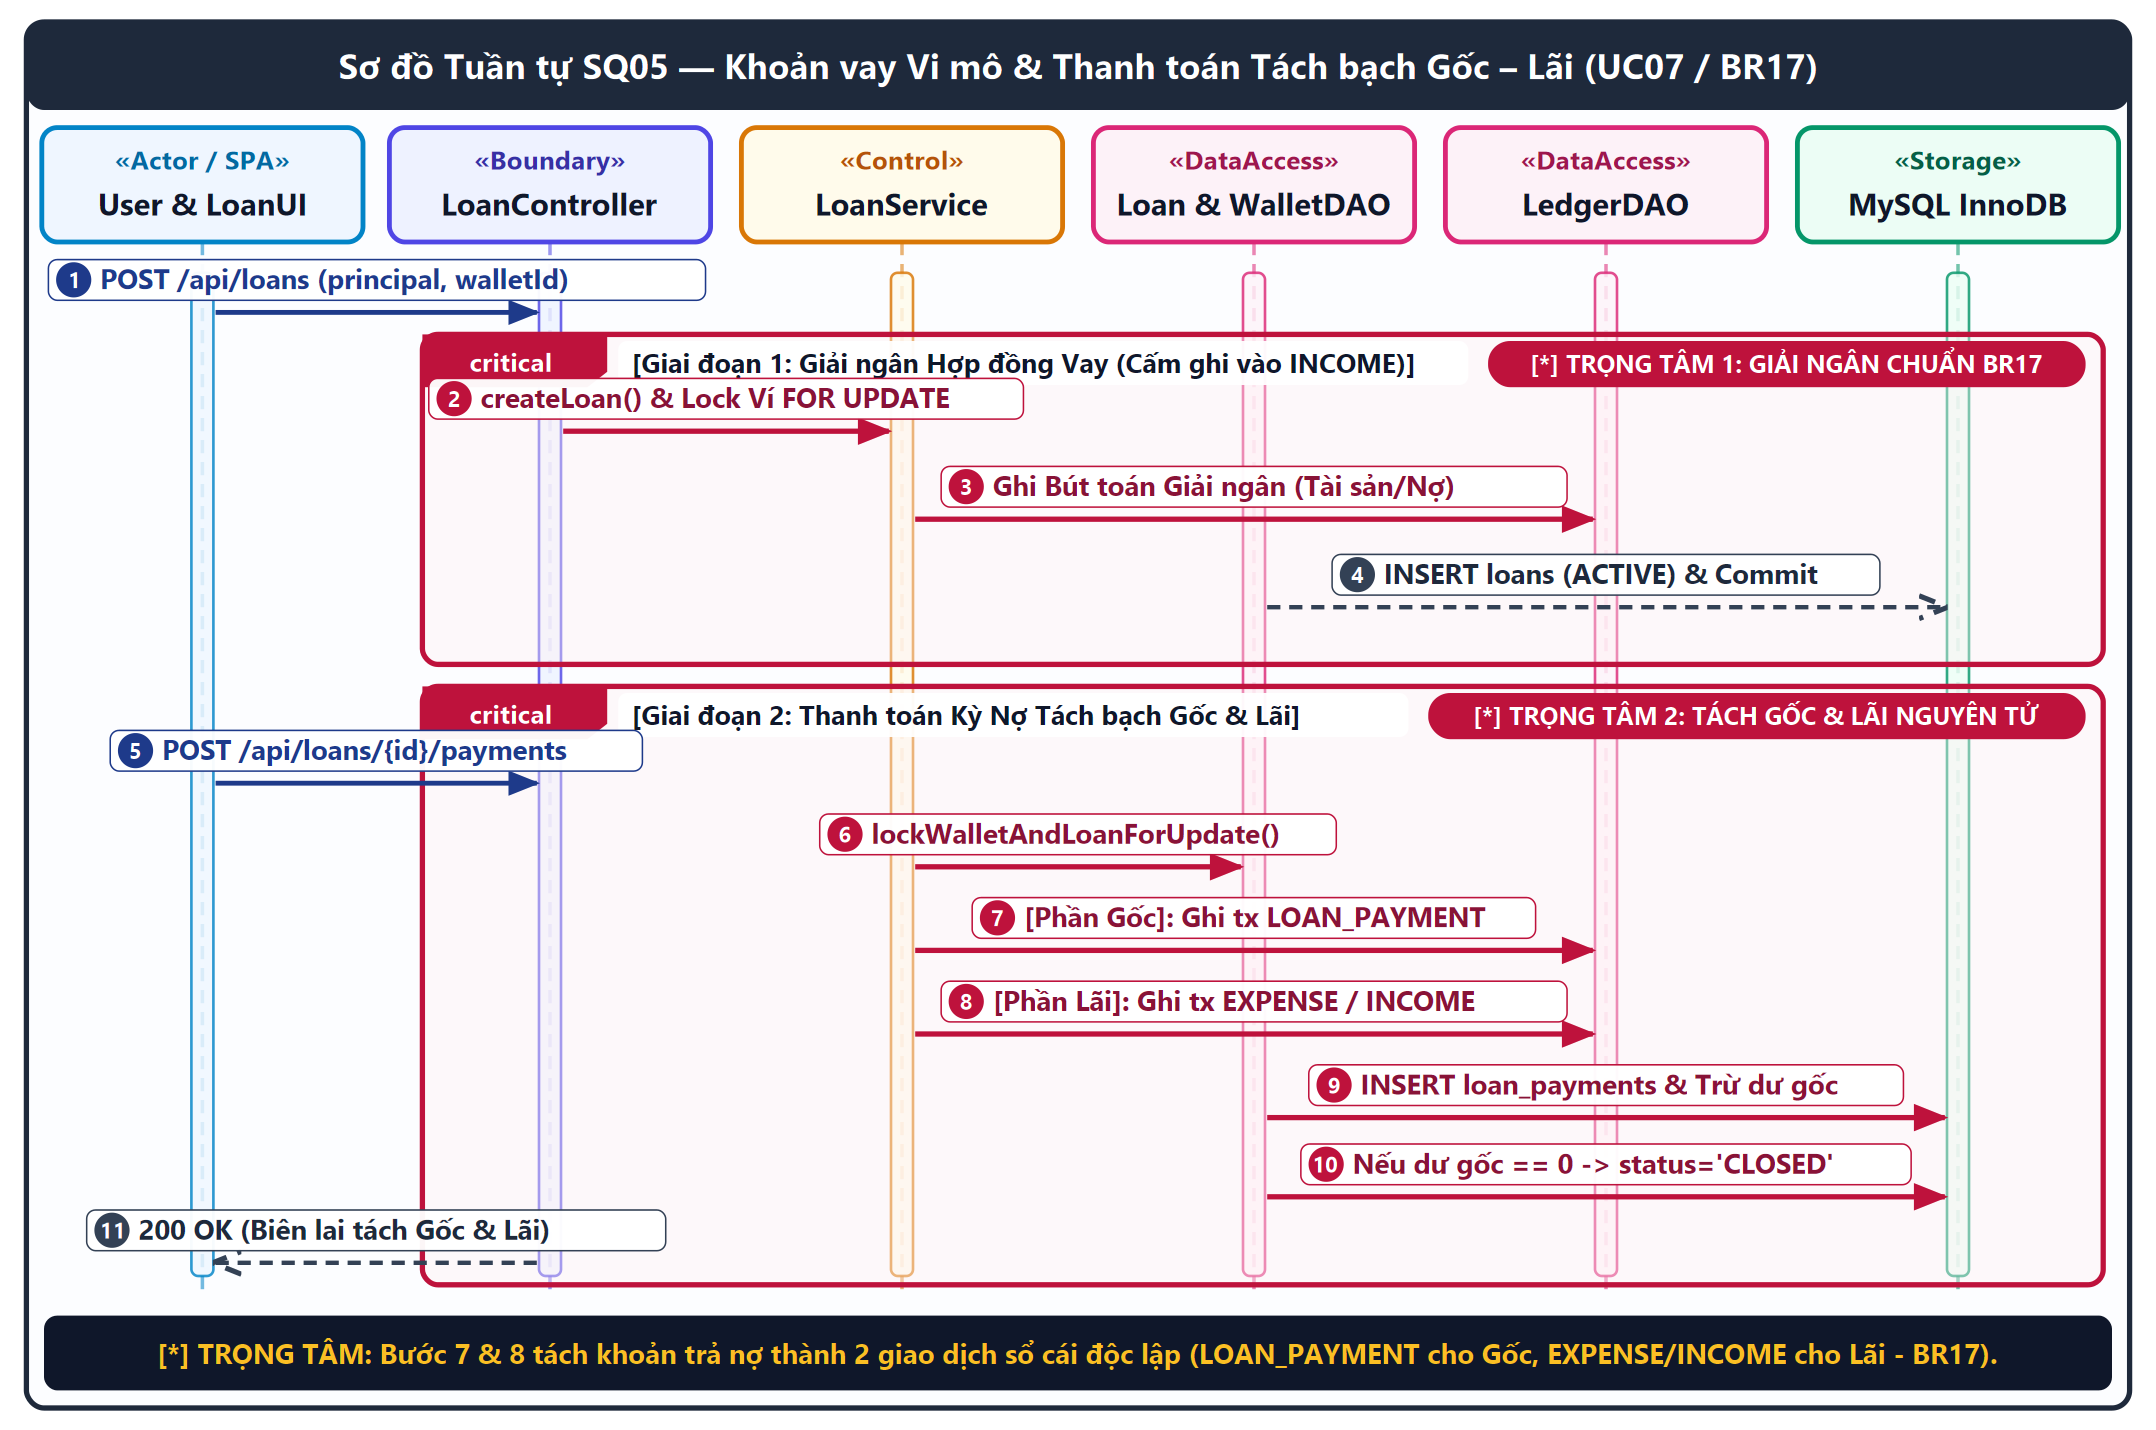 Sơ đồ Tuần tự SQ05 — Khoản vay Vi mô & Thanh toán Tách bạch Gốc – Lãi (UC07 / BR17)
«Actor / SPA»
User & LoanUI
«Boundary»
LoanController
«Control»
LoanService
«DataAccess»
Loan & WalletDAO
«DataAccess»
LedgerDAO
«Storage»
MySQL InnoDB
1 POST /api/loans (principal, walletId)
critical
[Giai đoạn 1: Giải ngân Hợp đồng Vay (Cấm ghi vào INCOME)]
[*] TRỌNG TÂM 1: GIẢI NGÂN CHUẨN BR17
2 createLoan() & Lock Ví FOR UPDATE
3 Ghi Bút toán Giải ngân (Tài sản/Nợ)
4 INSERT loans (ACTIVE) & Commit
critical
[Giai đoạn 2: Thanh toán Kỳ Nợ Tách bạch Gốc & Lãi]
[*] TRỌNG TÂM 2: TÁCH GỐC & LÃI NGUYÊN TỬ
5 POST /api/loans/{id}/payments
6 lockWalletAndLoanForUpdate()
7 [Phần Gốc]: Ghi tx LOAN_PAYMENT
8 [Phần Lãi]: Ghi tx EXPENSE / INCOME
9 INSERT loan_payments & Trừ dư gốc
10 Nếu dư gốc == 0 -> status='CLOSED'
11 200 OK (Biên lai tách Gốc & Lãi)
[*] TRỌNG TÂM: Bước 7 & 8 tách khoản trả nợ thành 2 giao dịch sổ cái độc lập (LOAN_PAYMENT cho Gốc, EXPENSE/INCOME cho Lãi - BR17).